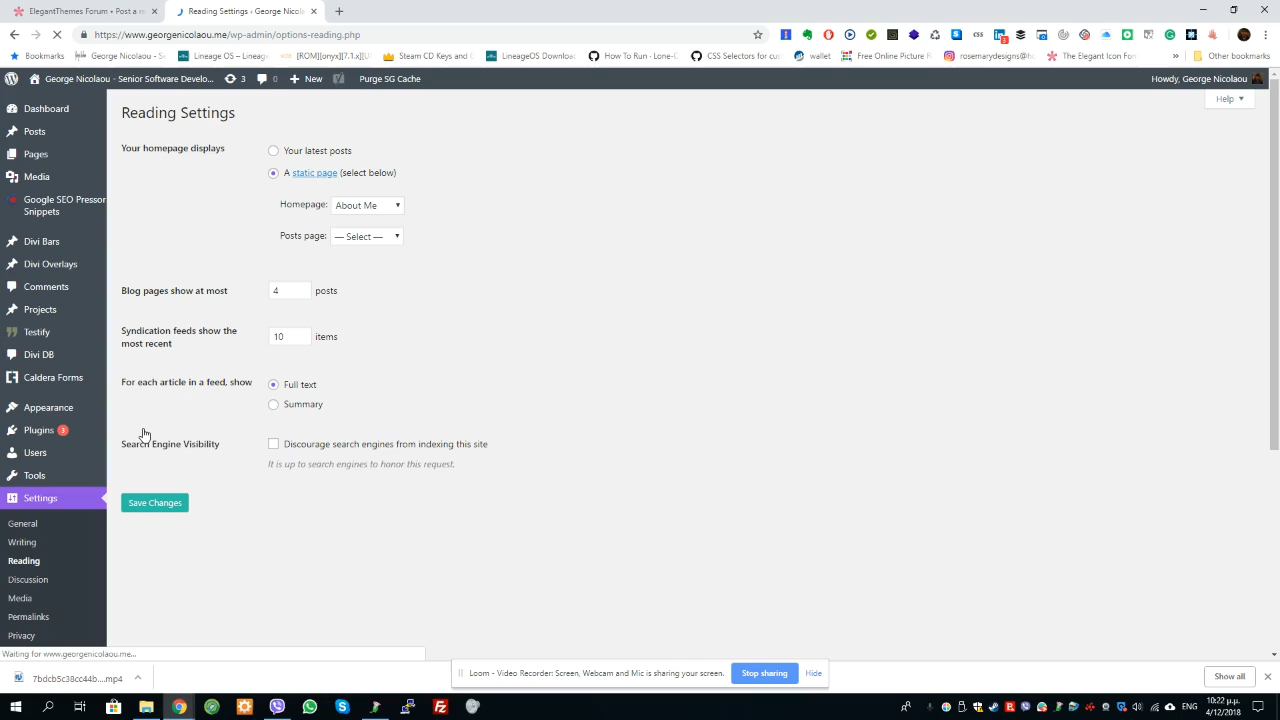 ElegantThemes Forum • Post a re
Reading Settings ‹ George Nicola
https://www.georgenicolaou.me/wp-admin/options-reading.php
Bookmarks
George Nicolaou - Se
Lineage OS – Lineage
[ROM][onyx][7.1.x][U
Steam CD Keys and G
LineageOS Downloac
How To Run - Lone-D
CSS Selectors for cus
wallet
Free Online Picture R
rosemarydesigns@ho
The Elegant Icon Fon
»
Other bookmarks
George Nicolaou - Senior Software Develo...
3
0
New
Purge SG Cache
Howdy, George Nicolaou
Help
Dashboard
Posts
Pages
Media
Google SEO Pressor
Snippets
Divi Bars
Divi Overlays
Comments
Projects
Testify
Divi DB
Caldera Forms
Appearance
Plugins 3
Users
Tools
Settings
General
Writing
Reading
Discussion
Media
Permalinks
Privacy
Reading Settings
Your homepage displays
Your latest posts
A static page (select below)
Homepage: About Me
Posts page: — Select —
Blog pages show at most 4 posts
Syndication feeds show the
most recent
10 items
For each article in a feed, show
Full text
Summary
Search Engine Visibility
Discourage search engines from indexing this site
It is up to search engines to honor this request.
Save Changes
Waiting for www.georgenicolaou.me...
7bdcb5c38cc44b....mp4
Loom - Video Recorder: Screen, Webcam and Mic is sharing your screen.
Stop sharing
Hide
Show all
ENG
10:22 μ.μ.
4/12/2018